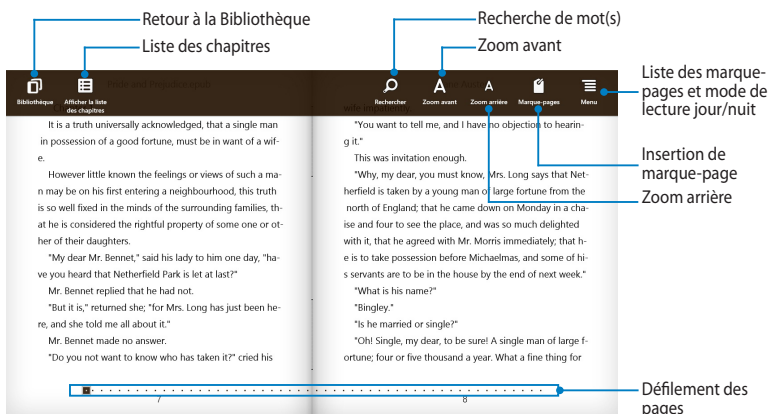 Retour à la Bibliothèque
Liste des chapitres
Recherche de mot(s)
Zoom avant
Liste des marque-
pages et mode de
lecture jour/nuit
Insertion de
marque-page
Zoom arrière
Défilement des
pages
Bibliothèque
Afficher la liste
des chapitres
Rechercher
Zoom avant
Zoom arrière
Marque-pages
Menu
It is a truth universally acknowledged, that a single man
in possession of a good fortune, must be in want of a wif-
e.
However little known the feelings or views of such a ma-
n may be on his first entering a neighbourhood, this truth
is so well fixed in the minds of the surrounding families, th-
at he is considered the rightful property of some one or ot-
her of their daughters.
"My dear Mr. Bennet," said his lady to him one day, "ha-
ve you heard that Netherfield Park is let at last?"
Mr. Bennet replied that he had not.
"But it is," returned she; "for Mrs. Long has just been he-
re, and she told me all about it."
Mr. Bennet made no answer.
"Do you not want to know who has taken it?" cried his
7
wife impatiently.
"You want to tell me, and I have no objection to hearin-
g it."
This was invitation enough.
"Why, my dear, you must know, Mrs. Long says that Net-
herfield is taken by a young man of large fortune from the
north of England; that he came down on Monday in a cha-
ise and four to see the place, and was so much delighted
with it, that he agreed with Mr. Morris immediately; that h-
e is to take possession before Michaelmas, and some of hi-
s servants are to be in the house by the end of next week."
"What is his name?"
"Bingley."
"Is he married or single?"
"Oh! Single, my dear, to be sure! A single man of large f-
ortune; four or five thousand a year. What a fine thing for
8